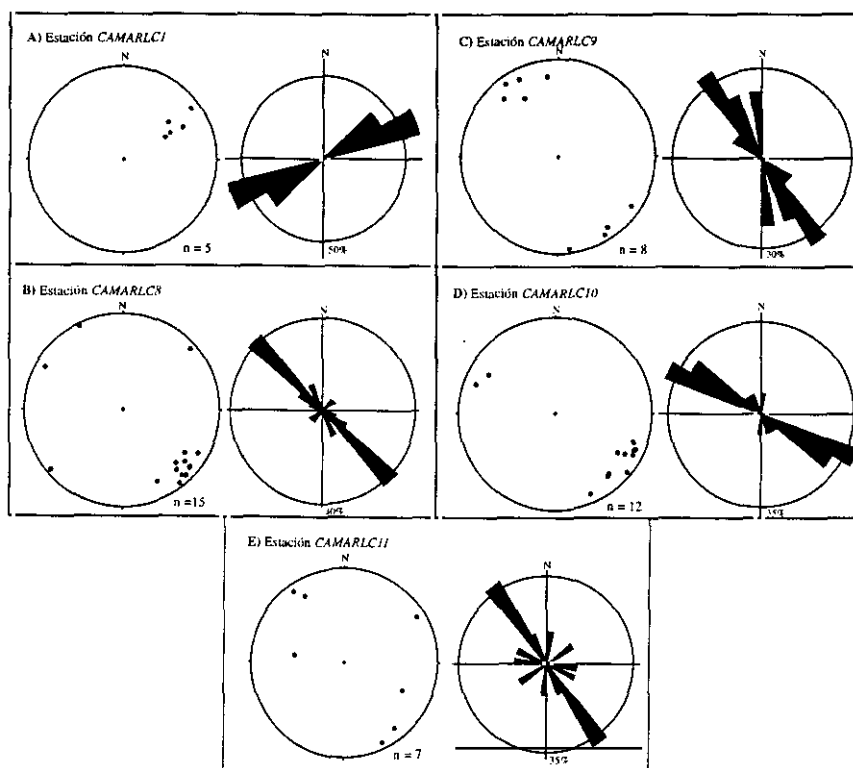 A) Estación CAMARLC1
N
N
n = 5
50%
C) Estación CAMARLC9
N
N
n = 8
30%
B) Estación CAMARLC8
N
N
n =15
40%
D) Estación CAMARLC10
N
N
n = 12
35%
E) Estación CAMARLC11
N
N
n = 7
35%